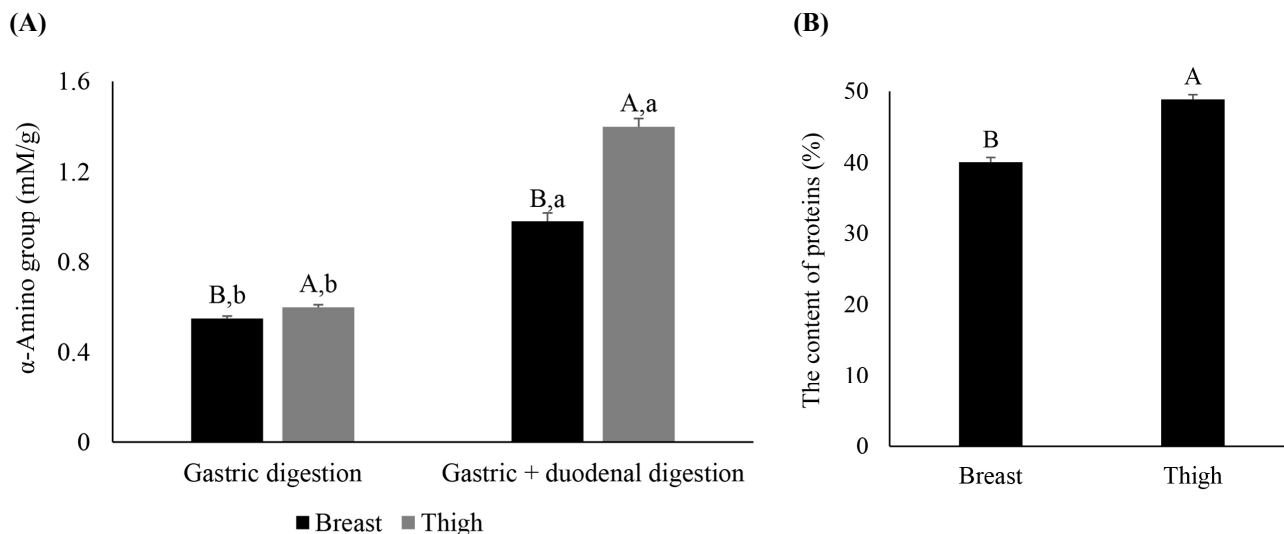 (A)
α-Amino group (mM/g)
1.6
1.2
0.8
0.4
0
B,b
A,b
B,a
A,a
Gastric digestion
Gastric + duodenal digestion
Breast
Thigh
(B)
The content of proteins (%)
50
40
30
20
10
0
B
A
Breast
Thigh